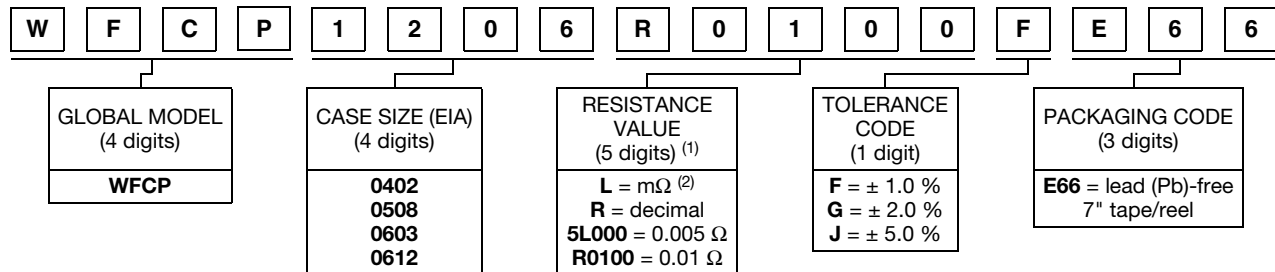 W F C P 1 2 0 6 R 0 1 0 0 F E 6 6
GLOBAL MODEL
(4 digits)
WFCP
CASE SIZE (EIA)
(4 digits)
0402
0508
0603
0612
RESISTANCE
VALUE
(5 digits) (1)
L = mΩ (2)
R = decimal
5L000 = 0.005 Ω
R0100 = 0.01 Ω
TOLERANCE
CODE
(1 digit)
F = ± 1.0 %
G = ± 2.0 %
J = ± 5.0 %
PACKAGING CODE
(3 digits)
E66 = lead (Pb)-free
7" tape/reel